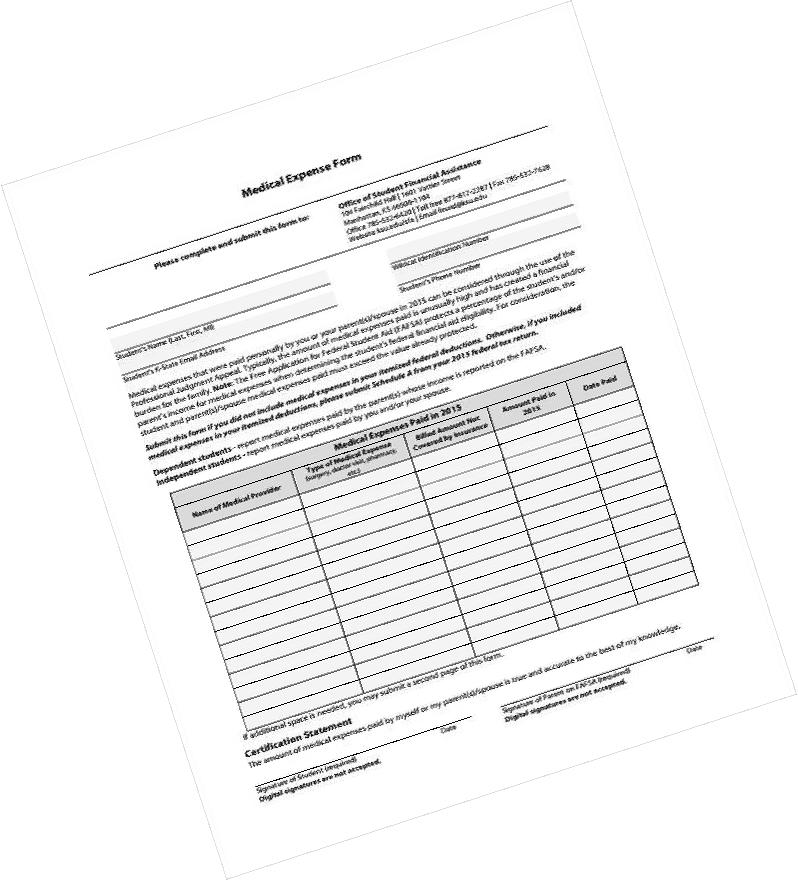 Medical Expense Form
Please complete and submit this form to:
Office of Student Financial Assistance
104 Fairchild Hall | 1601 Vattier Street
Manhattan, KS 66506-1104
Office 785-532-6420 | Toll free 877-817-2287 | Fax 785-532-7628
Website ksu.edu/sfa | Email finaid@ksu.edu
Student's Name (Last, First, MI)
Wildcat Identification Number
Student's K-State Email Address
Student's Phone Number
Medical expenses that were paid personally by you or your parent(s)/spouse in 2015 can be considered through the use of the
Professional Judgment Appeal. Typically, the amount of medical expenses paid is unusually high and has created a financial
burden for the family. Note: The Free Application for Federal Student Aid (FAFSA) protects a percentage of the student's and/or
parent's income for medical expenses when determining the student's federal financial aid eligibility. For consideration, the
student and parent(s)/spouse medical expenses paid must exceed the value already protected.
Submit this form if you did not include medical expenses in your itemized federal deductions. Otherwise, if you included
medical expenses in your itemized deductions, please submit Schedule A from your 2015 federal tax return.
Dependent students - report medical expenses paid by the parent(s) whose income is reported on the FAFSA.
Independent students - report medical expenses paid by you and/or your spouse.
Medical Expenses Paid in 2015
Name of Medical Provider
Type of Medical Expense
(surgery, doctor visit, pharmacy,
etc.)
Billed Amount Not
Covered by Insurance
Amount Paid in
2015
Date Paid
If additional space is needed, you may submit a second page of this form.
Certification Statement
The amount of medical expenses paid by myself or my parent(s)/spouse is true and accurate to the best of my knowledge.
Signature of Student (required)
Date
Digital signatures are not accepted.
Signature of Parent on FAFSA (required)
Date
Digital signatures are not accepted.